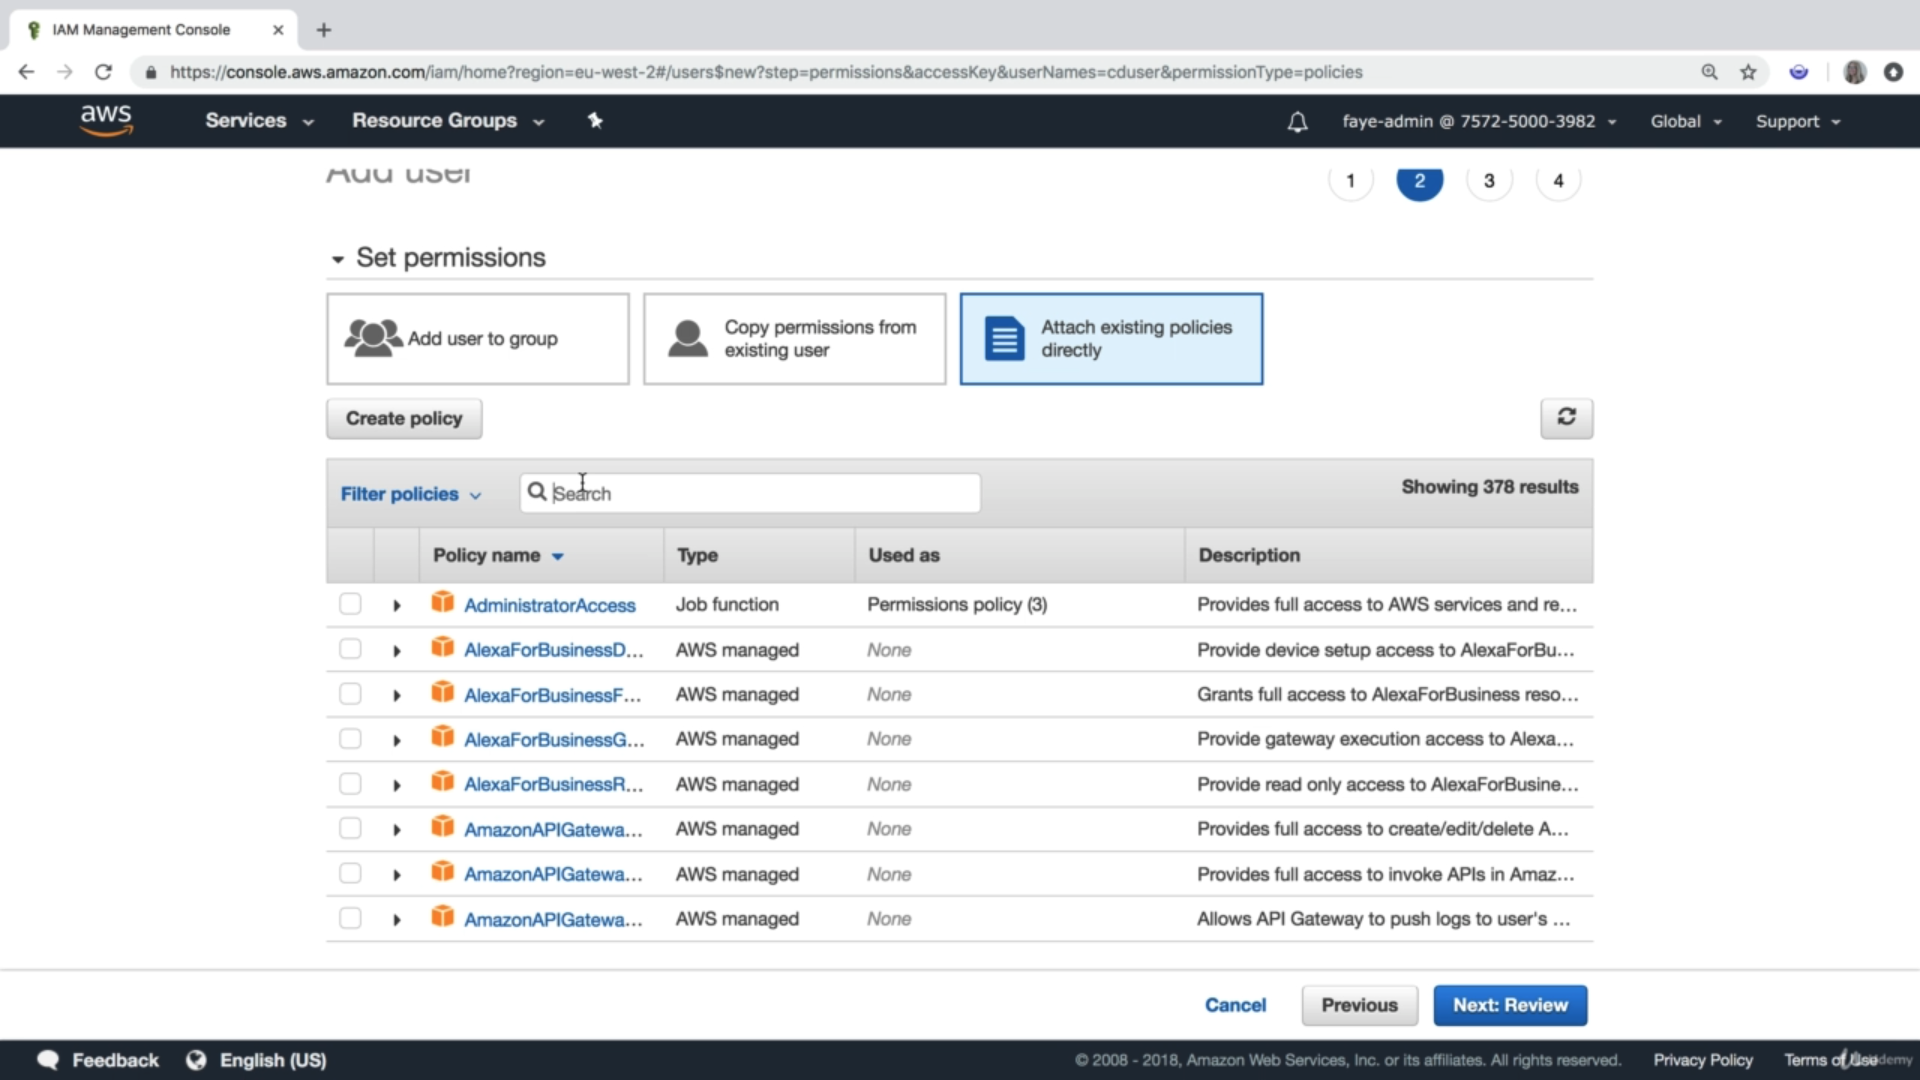 IAM Management Console
https://console.aws.amazon.com/iam/home?region=eu-west-2#/users$new?step=permissions&accessKey&userNames=cduser&permissionType=policies
aws Services Resource Groups faye-admin @ 7572-5000-3982 Global Support
Add user 1 2 3 4
Set permissions
Add user to group
Copy permissions from
existing user
Attach existing policies
directly
Create policy
Filter policies Search Showing 378 results
Policy name Type Used as Description
AdministratorAccess Job function Permissions policy (3) Provides full access to AWS services and re...
AlexaForBusinessD... AWS managed None Provide device setup access to AlexaForBu...
AlexaForBusinessF... AWS managed None Grants full access to AlexaForBusiness reso...
AlexaForBusinessG... AWS managed None Provide gateway execution access to Alexa...
AlexaForBusinessR... AWS managed None Provide read only access to AlexaForBusine...
AmazonAPIGatewa... AWS managed None Provides full access to create/edit/delete A...
AmazonAPIGatewa... AWS managed None Provides full access to invoke APIs in Amaz...
AmazonAPIGatewa... AWS managed None Allows API Gateway to push logs to user's ...
Cancel Previous Next: Review
Feedback English (US) © 2008 - 2018, Amazon Web Services, Inc. or its affiliates. All rights reserved. Privacy Policy Terms of Use